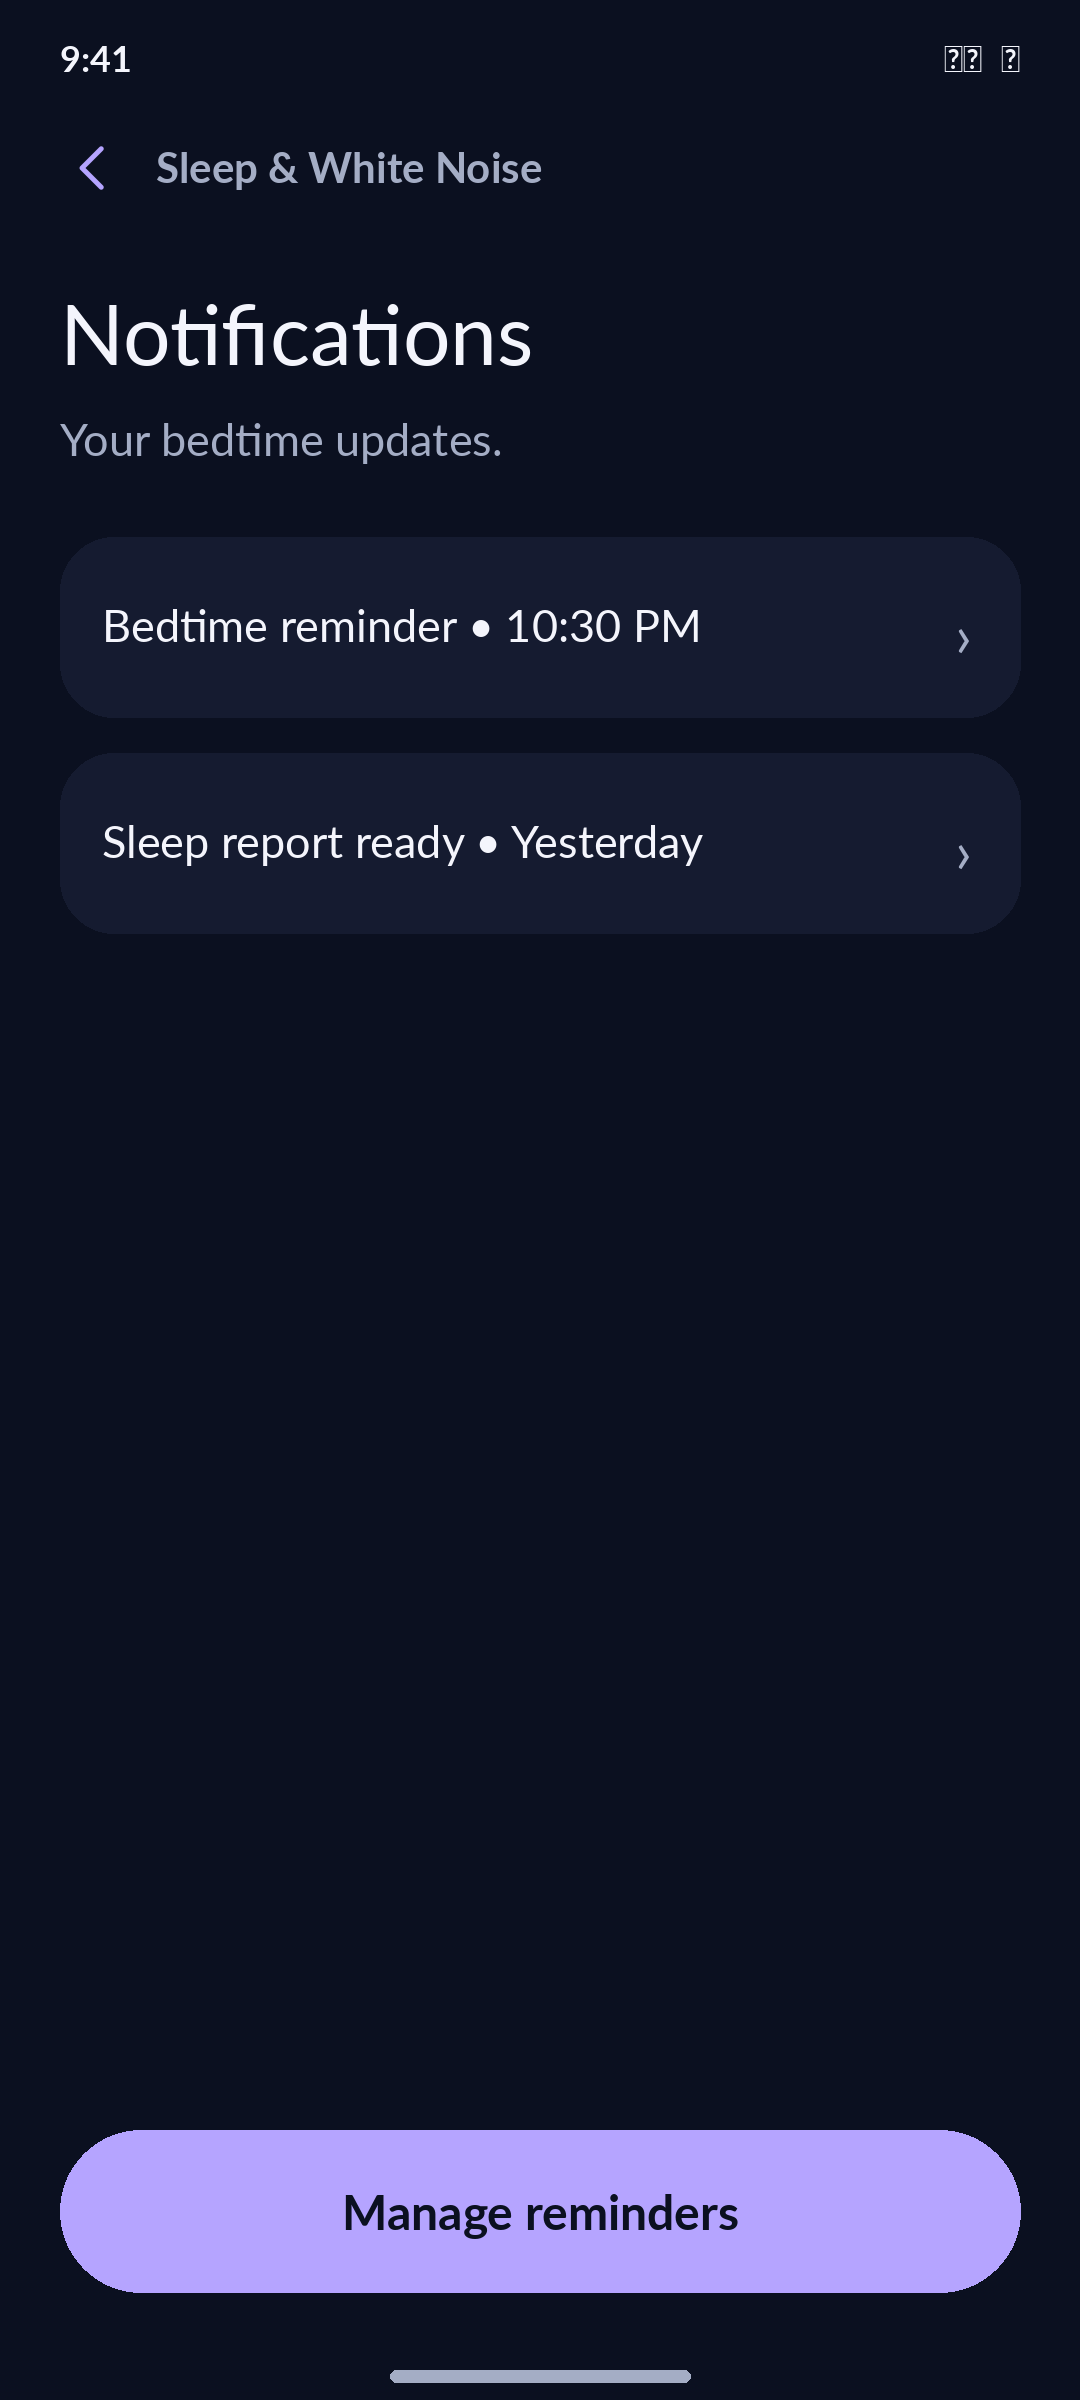 9:41
Sleep & White Noise
Notifications
Your bedtime updates.
Bedtime reminder • 10:30 PM
›
Sleep report ready • Yesterday
›
Manage reminders